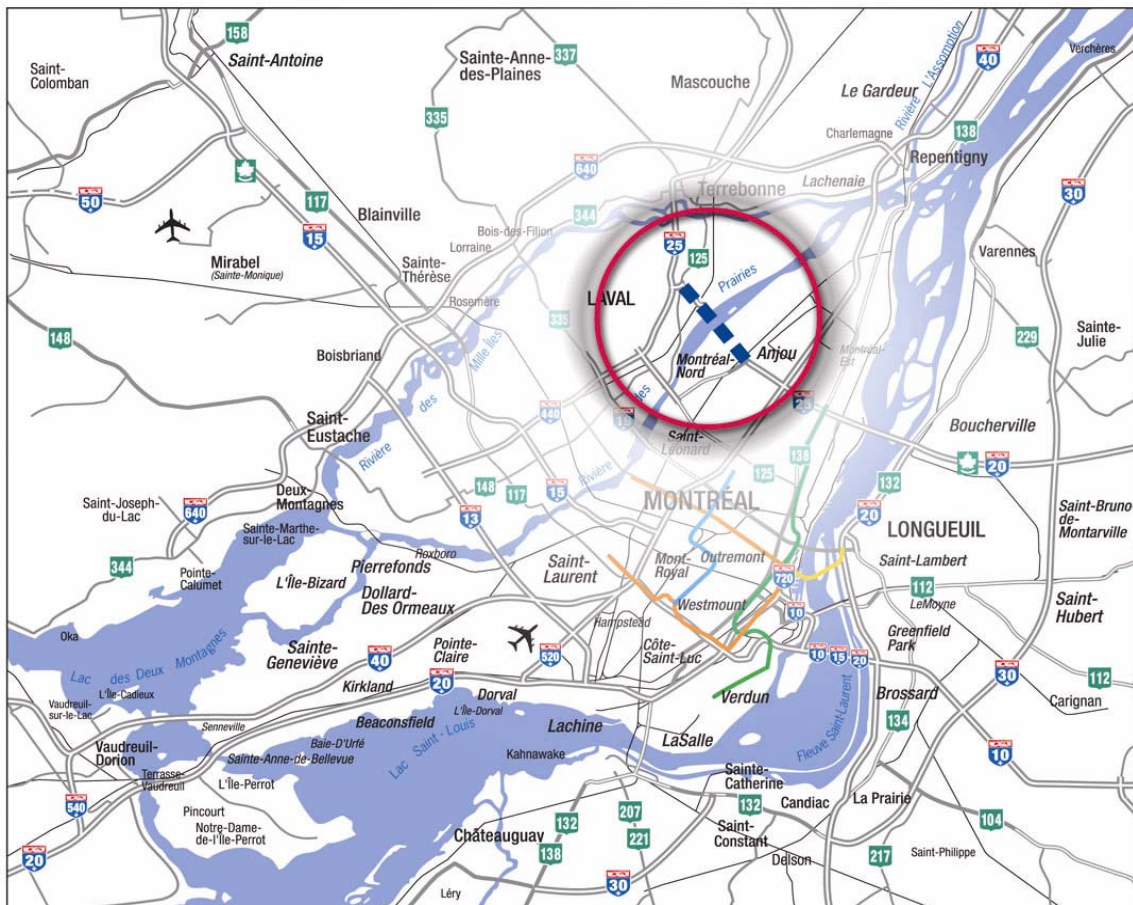 158
Saint-Antoine
Saint-
Colomban
Sainte-Anne-
des-Plaines
337
Mascouche
Le Gardeur
Rivière L'Assomption
40
Verchères
335
Charlemagne
138
Repentigny
640
Lachenaie
Terrebonne
50
117
Blainville
344
30
15
Bois-des-Filion
Lorraine
25
125
Varennes
Mirabel
(Sainte-Monique)
Sainte-
Thérèse
Rosemère
LAVAL
Prairies
148
335
229
Sainte-
Julie
Boisbriand
Mille Îles
des
Rivière
Montréal-
Nord
Anjou
Montréal-
Est
440
19
des
25
Saint-
Eustache
Saint-
Léonard
Boucherville
20
Rivière
138
125
132
Saint-Joseph-
du-Lac
640
Deux-
Montagnes
148
117
15
13
MONTRÉAL
20
LONGUEUIL
Saint-Bruno-
de-
Montarville
Sainte-Marthe-
sur-le-Lac
Roxboro
344
Pointe-
Calumet
L'Île-Bizard
Pierrefonds
Dollard-
Des Ormeaux
Saint-
Laurent
Mont-
Royal
Outremont
Saint-Lambert
720
112
LeMoyne
Saint-
Hubert
Westmount
10
Hampstead
Oka
Lac des Deux Montagnes
Sainte-
Geneviève
Pointe-
Claire
520
Côte-
Saint-Luc
Greenfield
Park
40
10
15
20
30
112
L'Île-Cadieux
Vaudreuil-
sur-le-Lac
Kirkland
20
Dorval
L'Île-Dorval
Verdun
Brossard
Carignan
Senneville
Beaconsfield
Lachine
134
Vaudreuil-
Dorion
Baie-D'Urfé
Sainte-Anne-de-Bellevue
Lac Saint-Louis
Kahnawake
LaSalle
Fleuve Saint-Laurent
10
Terrasse-
Vaudreuil
L'Île-Perrot
Sainte-
Catherine
540
Pincourt
Notre-Dame-
de-l'Île-Perrot
132
Candiac
La Prairie
207
132
104
20
Châteauguay
221
Saint-
Constant
138
Delson
217
Saint-Philippe
Léry
30